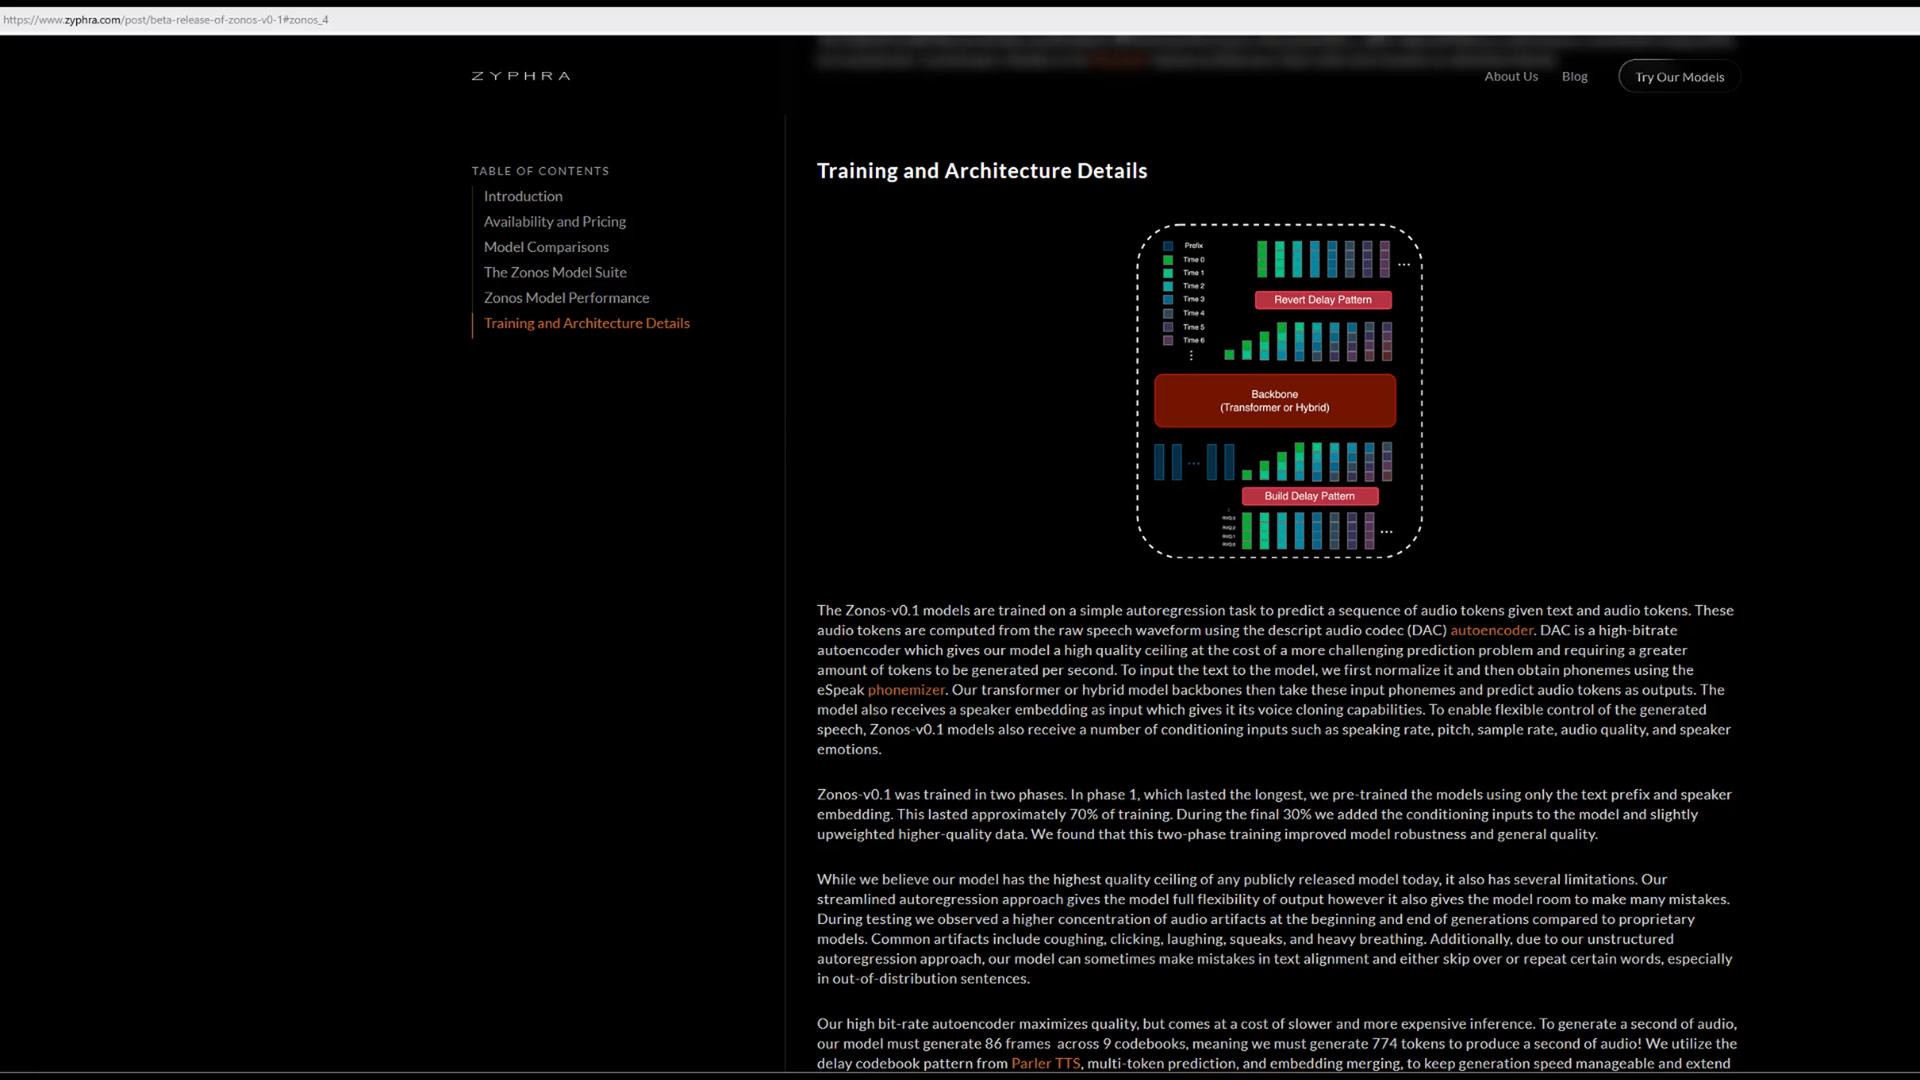 https://www.zyphra.com/post/beta-release-of-zonos-v0-1#zonos_4
ZYPHRA
About Us
Blog
Try Our Models
TABLE OF CONTENTS
Introduction
Availability and Pricing
Model Comparisons
The Zonos Model Suite
Zonos Model Performance
Training and Architecture Details
Training and Architecture Details
Prefix
Time 0
Time 1
Time 2
Time 3
Time 4
Time 5
Time 6
Revert Delay Pattern
Backbone
(Transformer or Hybrid)
Build Delay Pattern
The Zonos-v0.1 models are trained on a simple autoregression task to predict a sequence of audio tokens given text and audio tokens. These
audio tokens are computed from the raw speech waveform using the descript audio codec (DAC) autoencoder. DAC is a high-bitrate
autoencoder which gives our model a high quality ceiling at the cost of a more challenging prediction problem and requiring a greater
amount of tokens to be generated per second. To input the text to the model, we first normalize it and then obtain phonemes using the
eSpeak phonemizer. Our transformer or hybrid model backbones then take these input phonemes and predict audio tokens as outputs. The
model also receives a speaker embedding as input which gives it its voice cloning capabilities. To enable flexible control of the generated
speech, Zonos-v0.1 models also receive a number of conditioning inputs such as speaking rate, pitch, sample rate, audio quality, and speaker
emotions.
Zonos-v0.1 was trained in two phases. In phase 1, which lasted the longest, we pre-trained the models using only the text prefix and speaker
embedding. This lasted approximately 70% of training. During the final 30% we added the conditioning inputs to the model and slightly
upweighted higher-quality data. We found that this two-phase training improved model robustness and general quality.
While we believe our model has the highest quality ceiling of any publicly released model today, it also has several limitations. Our
streamlined autoregression approach gives the model full flexibility of output however it also gives the model room to make many mistakes.
During testing we observed a higher concentration of audio artifacts at the beginning and end of generations compared to proprietary
models. Common artifacts include coughing, clicking, laughing, squeaks, and heavy breathing. Additionally, due to our unstructured
autoregression approach, our model can sometimes make mistakes in text alignment and either skip over or repeat certain words, especially
in out-of-distribution sentences.
Our high bit-rate autoencoder maximizes quality, but comes at a cost of slower and more expensive inference. To generate a second of audio,
our model must generate 86 frames across 9 codebooks, meaning we must generate 774 tokens to produce a second of audio! We utilize the
delay codebook pattern from Parler TTS, multi-token prediction, and embedding merging, to keep generation speed manageable and extend